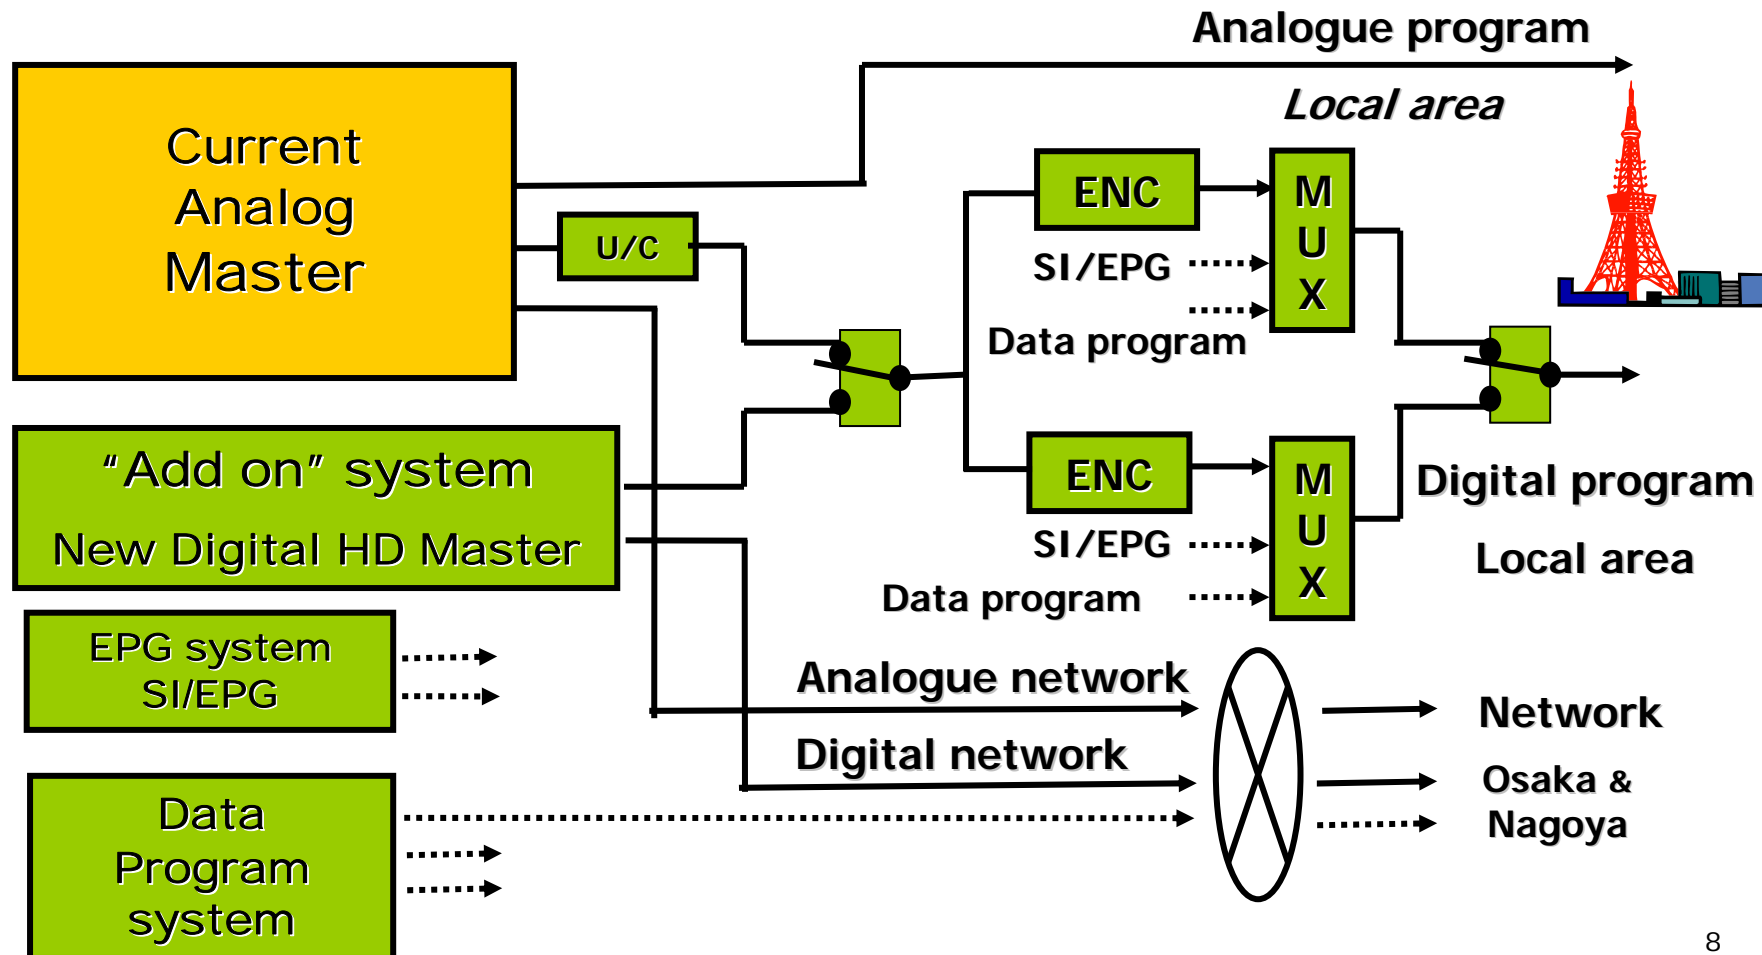 Analogue program
Local area
Current
Analog
Master
U/C
ENC
M
U
X
SI/EPG
Data program
"Add on" system
New Digital HD Master
ENC
M
U
X
SI/EPG
Data program
Digital program
Local area
EPG system
SI/EPG
Analogue network
Digital network
Network
Osaka &
Nagoya
Data
Program
system
8